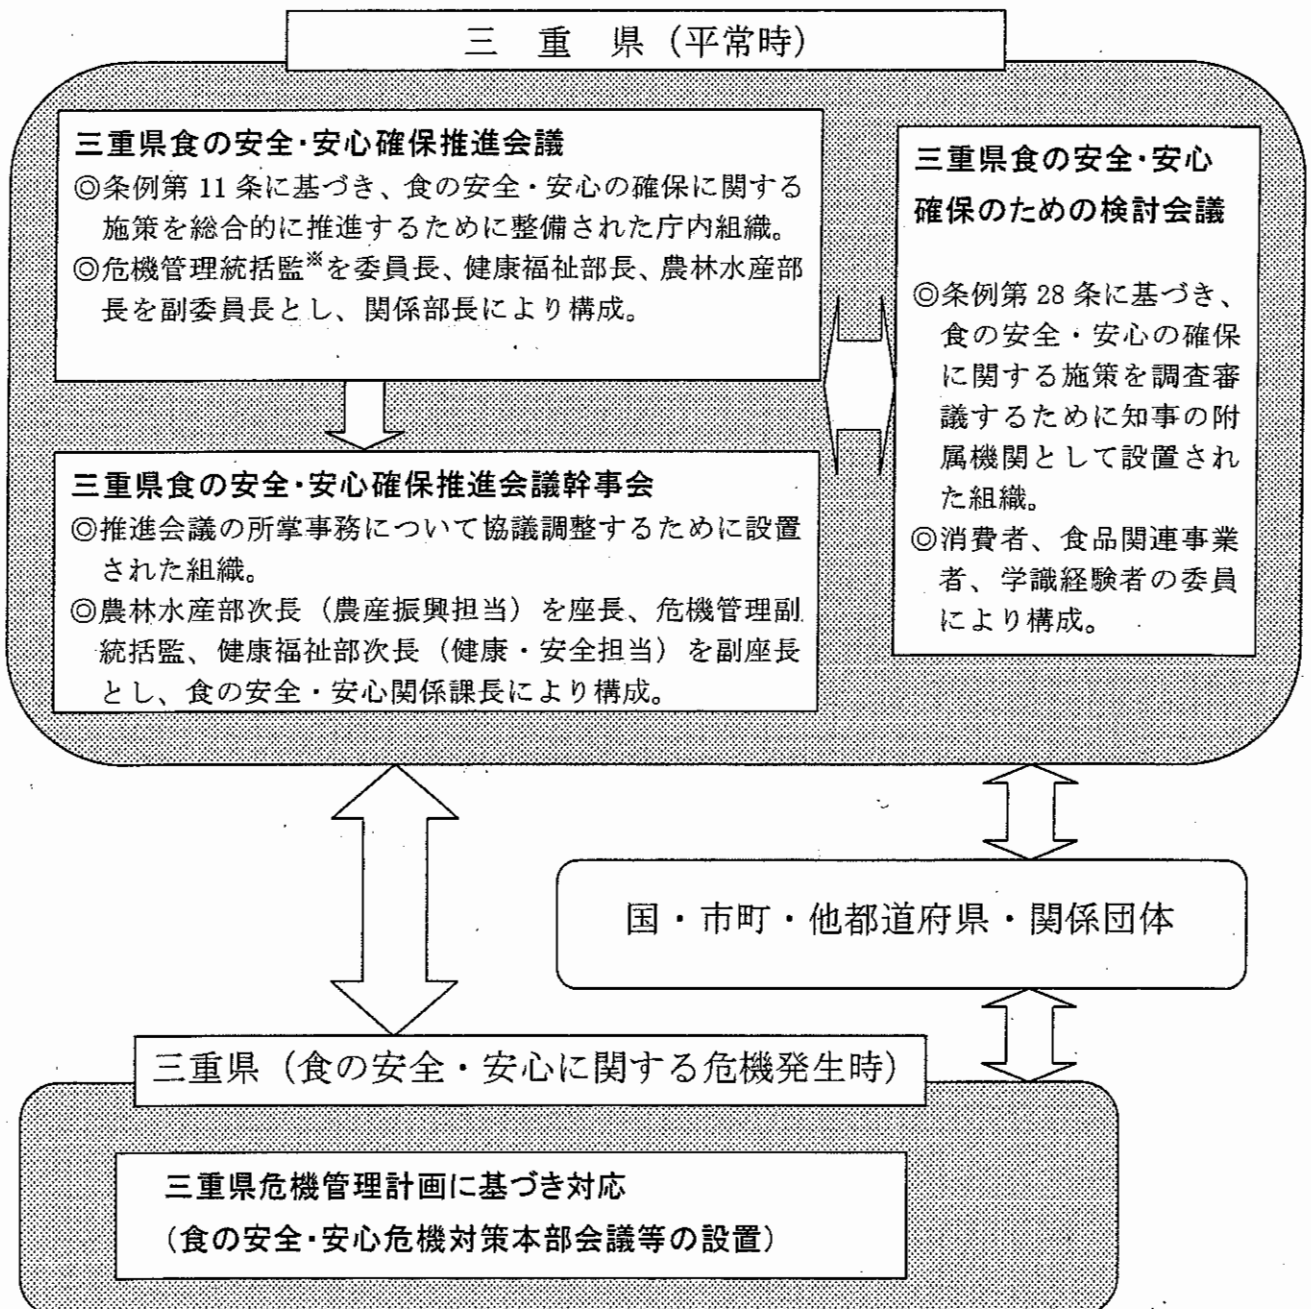 三　重　県（平常時）
三重県食の安全・安心確保推進会議
◎条例第 11 条に基づき、食の安全・安心の確保に関する
施策を総合的に推進するために整備された庁内組織。
◎危機管理統括監※を委員長、健康福祉部長、農林水産部
長を副委員長とし、関係部長により構成。
三重県食の安全・安心確保推進会議幹事会
◎推進会議の所掌事務について協議調整するために設置
された組織。
◎農林水産部次長（農産振興担当）を座長、危機管理副
統括監、健康福祉部次長（健康・安全担当）を副座長
とし、食の安全・安心関係課長により構成。
三重県食の安全・安心
確保のための検討会議
◎条例第 28 条に基づき、
食の安全・安心の確保
に関する施策を調査審
議するために知事の附
属機関として設置され
た組織。
◎消費者、食品関連事業
者、学識経験者の委員
により構成。
国・市町・他都道府県・関係団体
三重県（食の安全・安心に関する危機発生時）
三重県危機管理計画に基づき対応
（食の安全・安心危機対策本部会議等の設置）